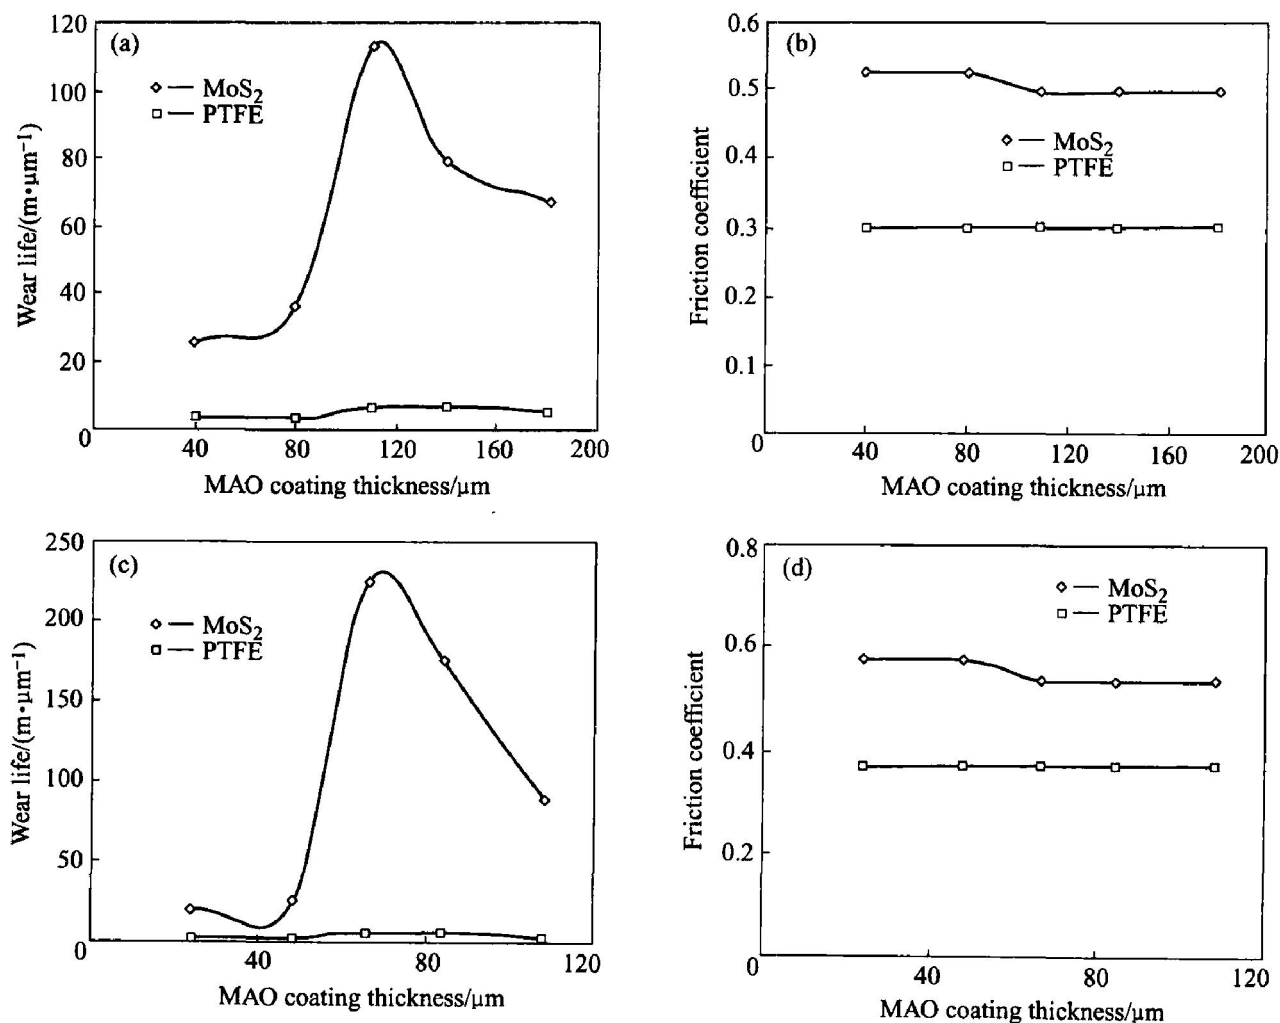 (a)
MoS₂
PTFE
Wear life/(m•μm⁻¹)
120
100
80
60
40
20
0
40
80
120
160
200
MAO coating thickness/μm
(b)
MoS₂
PTFE
Friction coefficient
0.6
0.5
0.4
0.3
0.2
0.1
0
40
80
120
160
200
MAO coating thickness/μm
(c)
MoS₂
PTFE
Wear life/(m•μm⁻¹)
250
200
150
100
50
0
40
80
120
MAO coating thickness/μm
(d)
MoS₂
PTFE
Friction coefficient
0.8
0.6
0.4
0.2
0
40
80
120
MAO coating thickness/μm